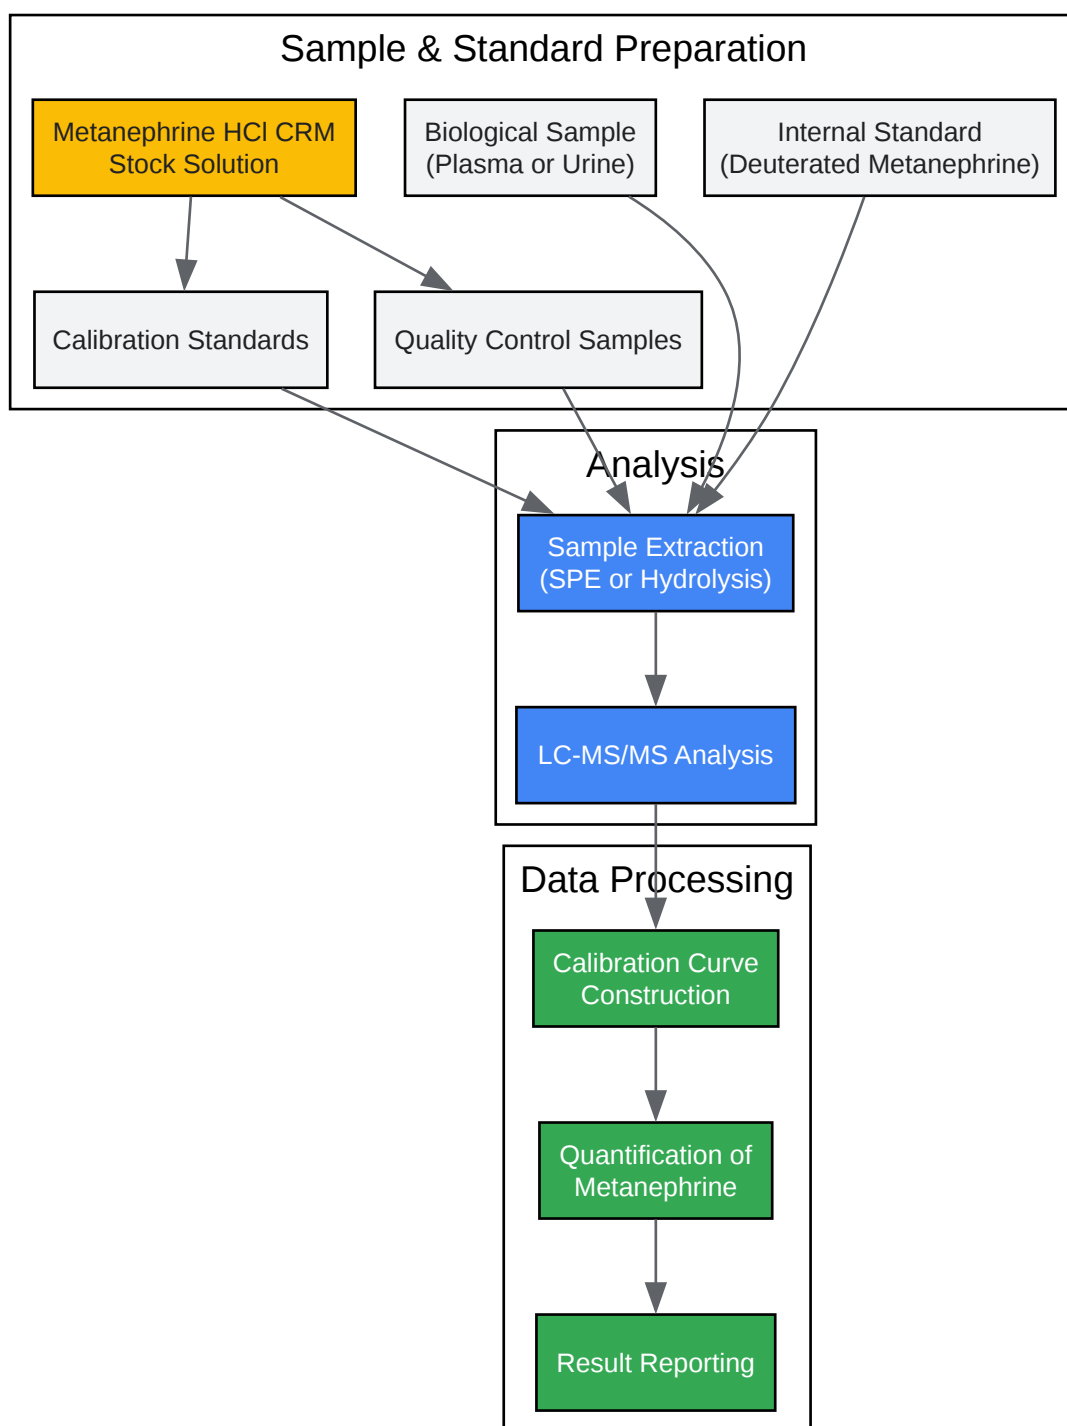 Sample & Standard Preparation
Metanephrine HCl CRM
Stock Solution
Biological Sample
(Plasma or Urine)
Internal Standard
(Deuterated Metanephrine)
Calibration Standards
Quality Control Samples
Analysis
Sample Extraction
(SPE or Hydrolysis)
LC-MS/MS Analysis
Data Processing
Calibration Curve
Construction
Quantification of
Metanephrine
Result Reporting